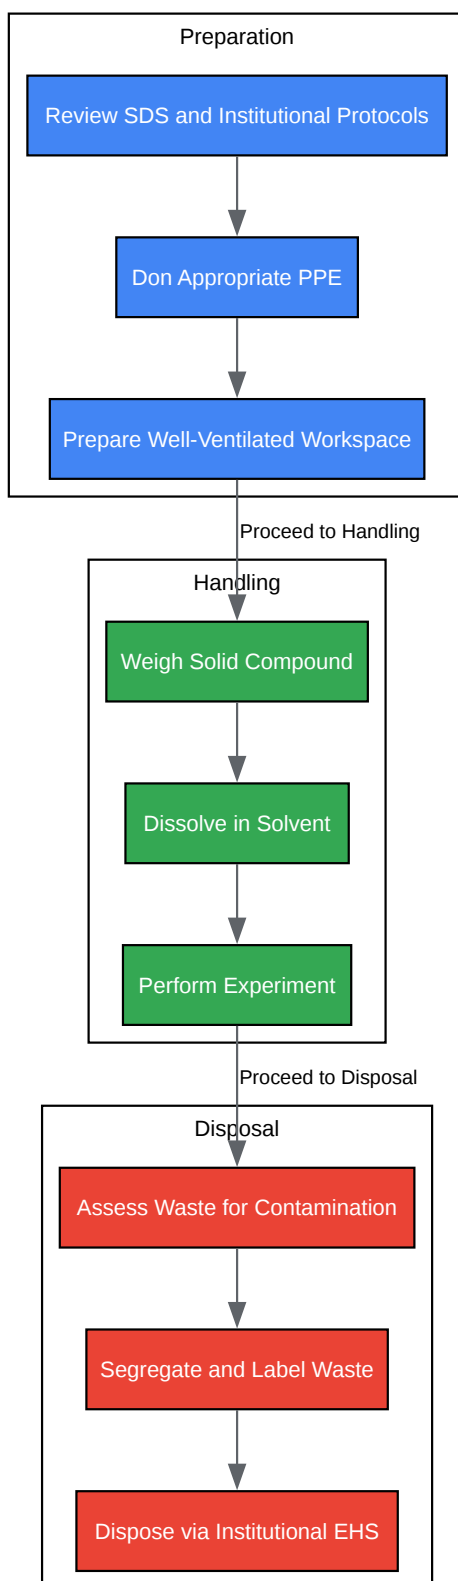 Preparation
Review SDS and Institutional Protocols
Don Appropriate PPE
Prepare Well-Ventilated Workspace
Proceed to Handling
Handling
Weigh Solid Compound
Dissolve in Solvent
Perform Experiment
Proceed to Disposal
Disposal
Assess Waste for Contamination
Segregate and Label Waste
Dispose via Institutional EHS